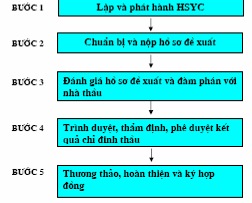 BƯỚC 1
Lập và phát hành HSYC
BƯỚC 2
Chuẩn bị và nộp hồ sơ đề xuất
BƯỚC 3
Đánh giá hồ sơ đề xuất và đàm phán với
nhà thầu
BƯỚC 4
Trình duyệt, thẩm định, phê duyệt kết
quả chỉ định thầu
BƯỚC 5
Thương thảo, hoàn thiện và ký hợp
đồng